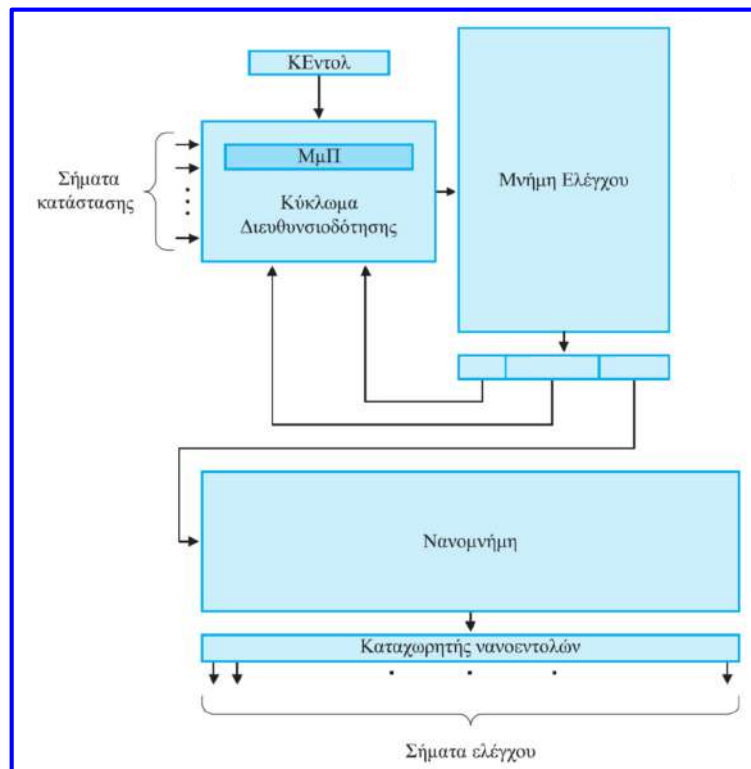 ΚΕντολ
ΜμΠ
Κύκλωμα
Διευθυνσιοδότησης
Σήματα
κατάστασης
Μνήμη Ελέγχου
Νανομνήμη
Καταχωρητής νανοεντολών
Σήματα ελέγχου